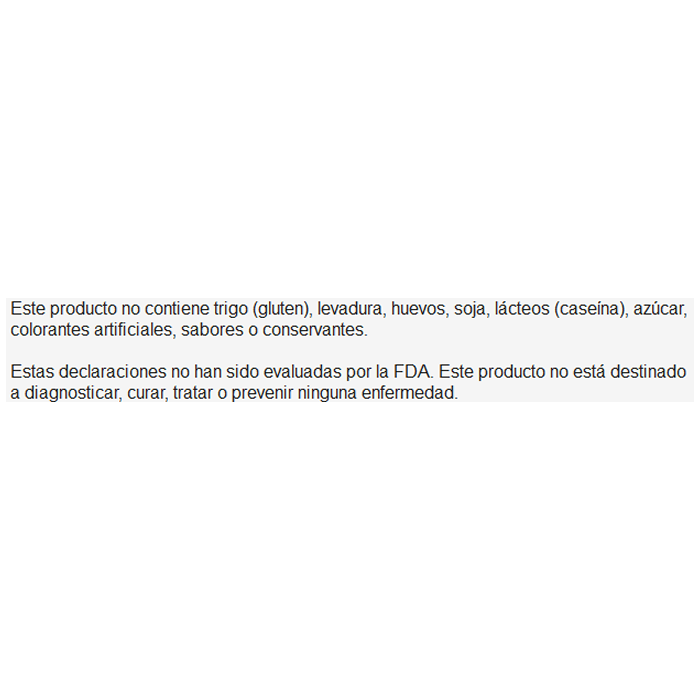 Este producto no contiene trigo (gluten), levadura, huevos, soja, lácteos (caseína), azúcar,
colorantes artificiales, sabores o conservantes.
Estas declaraciones no han sido evaluadas por la FDA. Este producto no está destinado
a diagnosticar, curar, tratar o prevenir ninguna enfermedad.